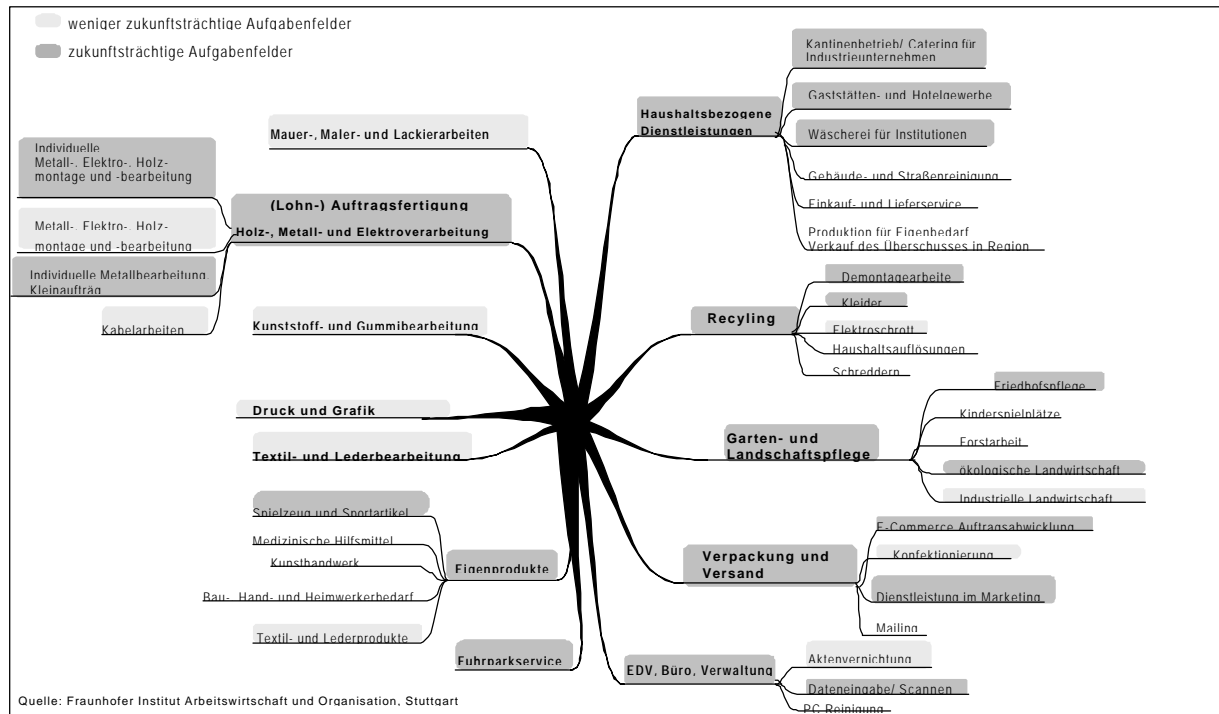 weniger zukunftsträchtige Aufgabenfelder
zukunftsträchtige Aufgabenfelder
Mauer-, Maler- und Lackierarbeiten
Individuelle
Metall-, Elektro-, Holz-
montage und -bearbeitung
(Lohn-) Auftragsfertigung
Holz-, Metall- und Elektroverarbeitung
Metall-, Elektro-, Holz-
montage und -bearbeitung
Individuelle Metallbearbeitung
Kleinaufträg
Kabelarbeiten
Kunststoff- und Gummibearbeitung
Druck und Grafik
Textil- und Lederbearbeitung
Spielzeug und Sportartikel
Medizinische Hilfsmittel
Kunsthandwerk
Eigenprodukte
Bau-, Hand- und Heimwerkerbedarf
Textil- und Lederprodukte
Fuhrparkservice
Haushaltsbezogene
Dienstleistungen
Kantinenbetrieb/ Catering für
Industrieunternehmen
Gaststätten- und Hotelgewerbe
Wäscherei für Institutionen
Gebäude- und Straßenreinigung
Einkauf- und Lieferservice
Produktion für Eigenbedarf
Verkauf des Überschusses in Region
Recyling
Demontagearbeite
Kleider
Elektroschrott
Haushaltsauflösungen
Schreddern
Garten- und
Landschaftspflege
Friedhofspflege
Kinderspielplätze
Forstarbeit
ökologische Landwirtschaft
Industrielle Landwirtschaft
Verpackung und
Versand
E-Commerce Auftragsabwicklung
Konfektionierung
Dienstleistung im Marketing
Mailing
EDV, Büro, Verwaltung
Aktenvernichtung
Dateneingabe/ Scannen
PC Reinigung
Quelle: Fraunhofer Institut Arbeitswirtschaft und Organisation, Stuttgart